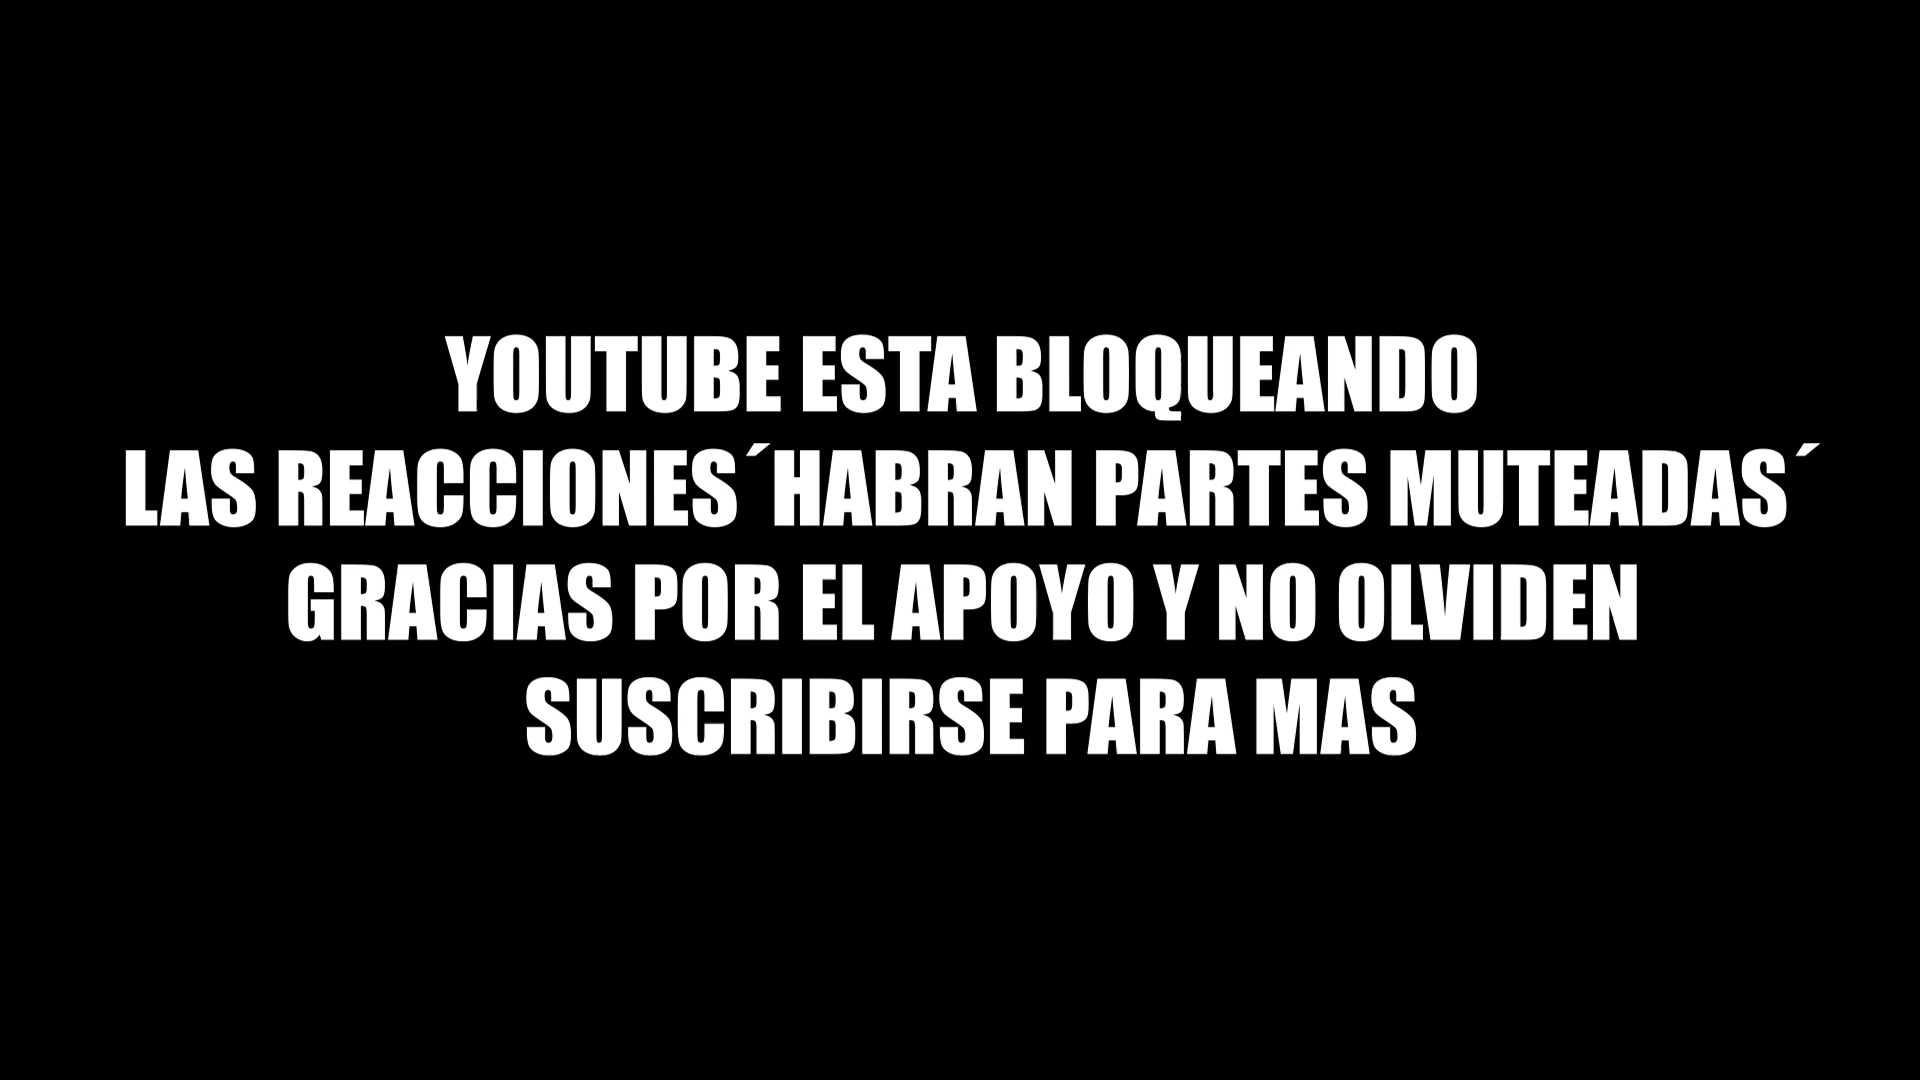 YOUTUBE ESTA BLOQUEANDO
LAS REACCIONES´HABRAN PARTES MUTEADAS´
GRACIAS POR EL APOYO Y NO OLVIDEN
SUSCRIBIRSE PARA MAS